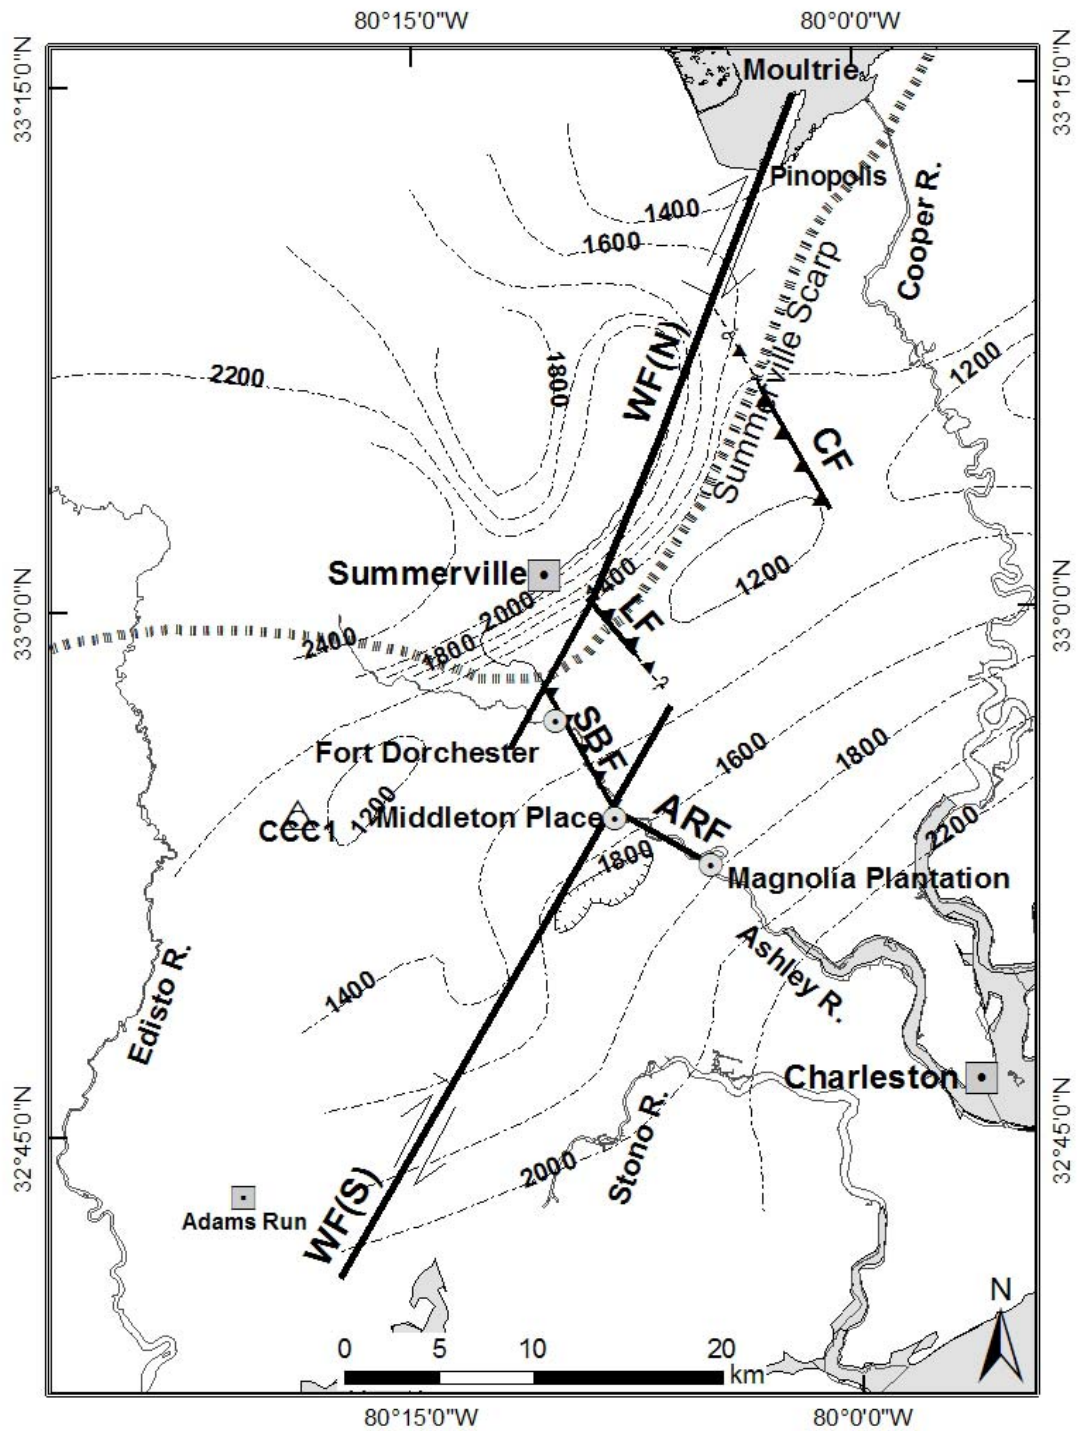 80°15'0"W
80°0'0"W
33°15'0"N
33°15'0"N
Moultrie
Pinopolis
Cooper R.
1400
1600
Summerville Scarp
WF(N)
2200
1800
1200
?
CF
Summerville
1200
1400
2000
LF
33°0'0"N
33°0'0"N
2400
1800
?
SBF
Fort Dorchester
1600
1800
1200
CCC1
Middleton Place
ARF
2200
1800
Magnolia Plantation
Ashley R.
Edisto R.
1400
Charleston
Stono R.
32°45'0"N
32°45'0"N
2000
WF(S)
Adams Run
N
0 5 10 20
km
80°15'0"W
80°0'0"W